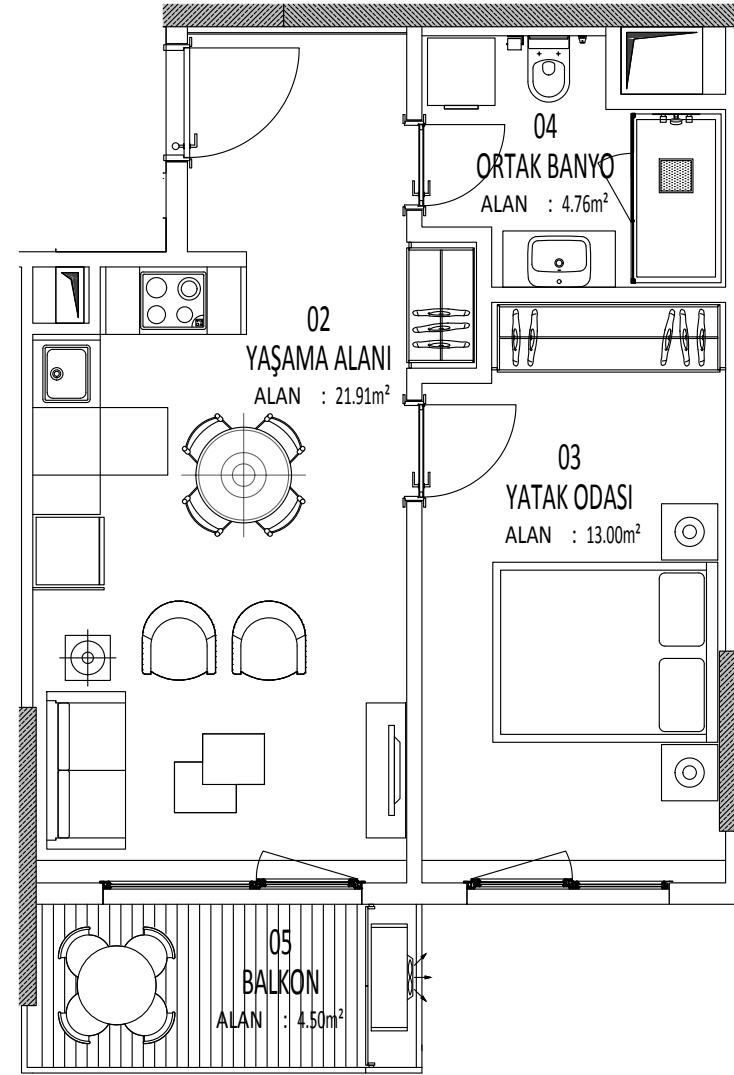 04
ORTAK BANYO
ALAN : 4.76m²
02
YAŞAMA ALANI
ALAN : 21.91m²
03
YATAK ODASI
ALAN : 13.00m²
05
BALKON
ALAN : 4.50m²